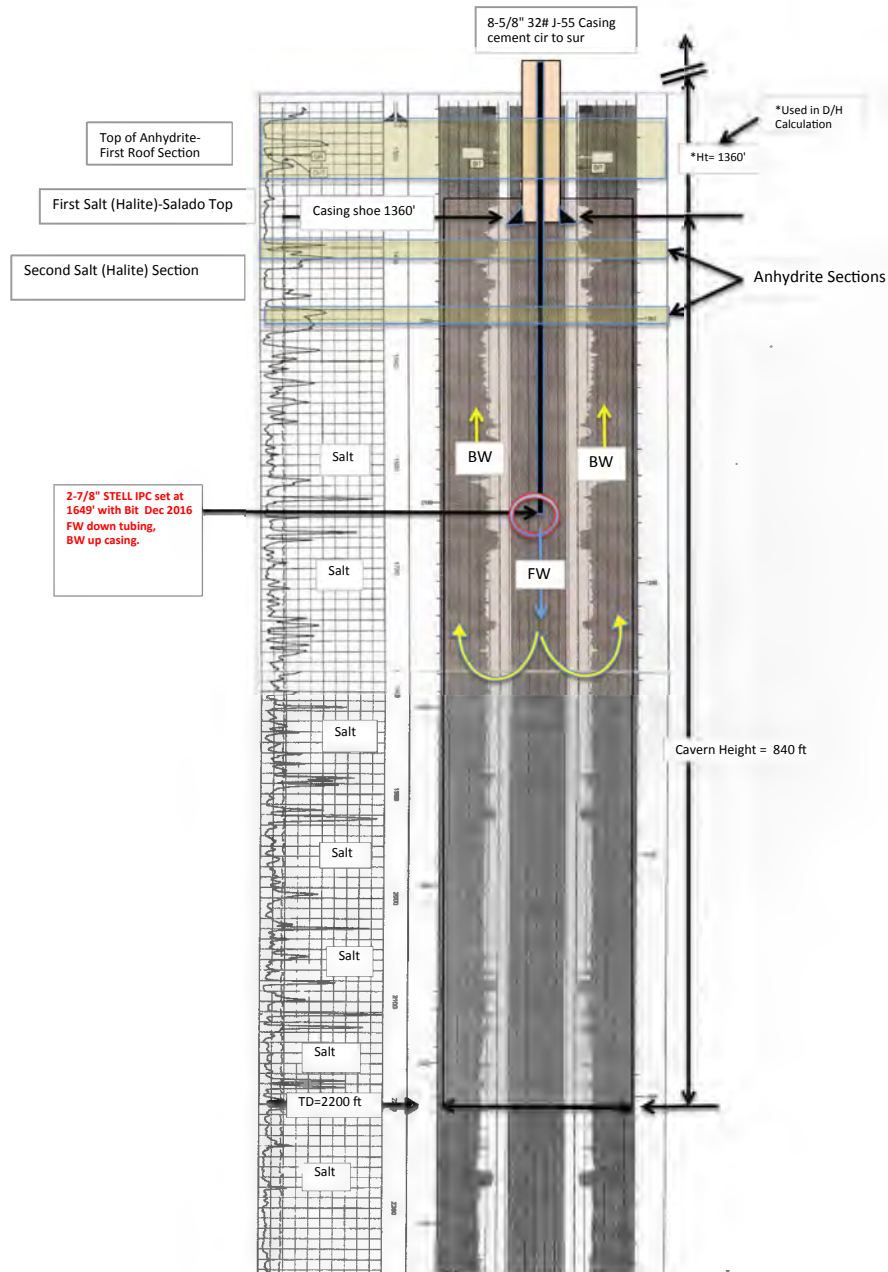 8-5/8" 32# J-55 Casing
cement cir to sur
*Used in D/H
Calculation
Top of Anhydrite-
First Roof Section
*Ht= 1360'
First Salt (Halite)-Salado Top
Casing shoe 1360'
Second Salt (Halite) Section
Anhydrite Sections
Salt
BW
BW
2-7/8" STELL IPC set at
1649' with Bit Dec 2016
FW down tubing,
BW up casing.
Salt
FW
Salt
Cavern Height = 840 ft
Salt
2000
Salt
2100
Salt
TD=2200 ft
Salt